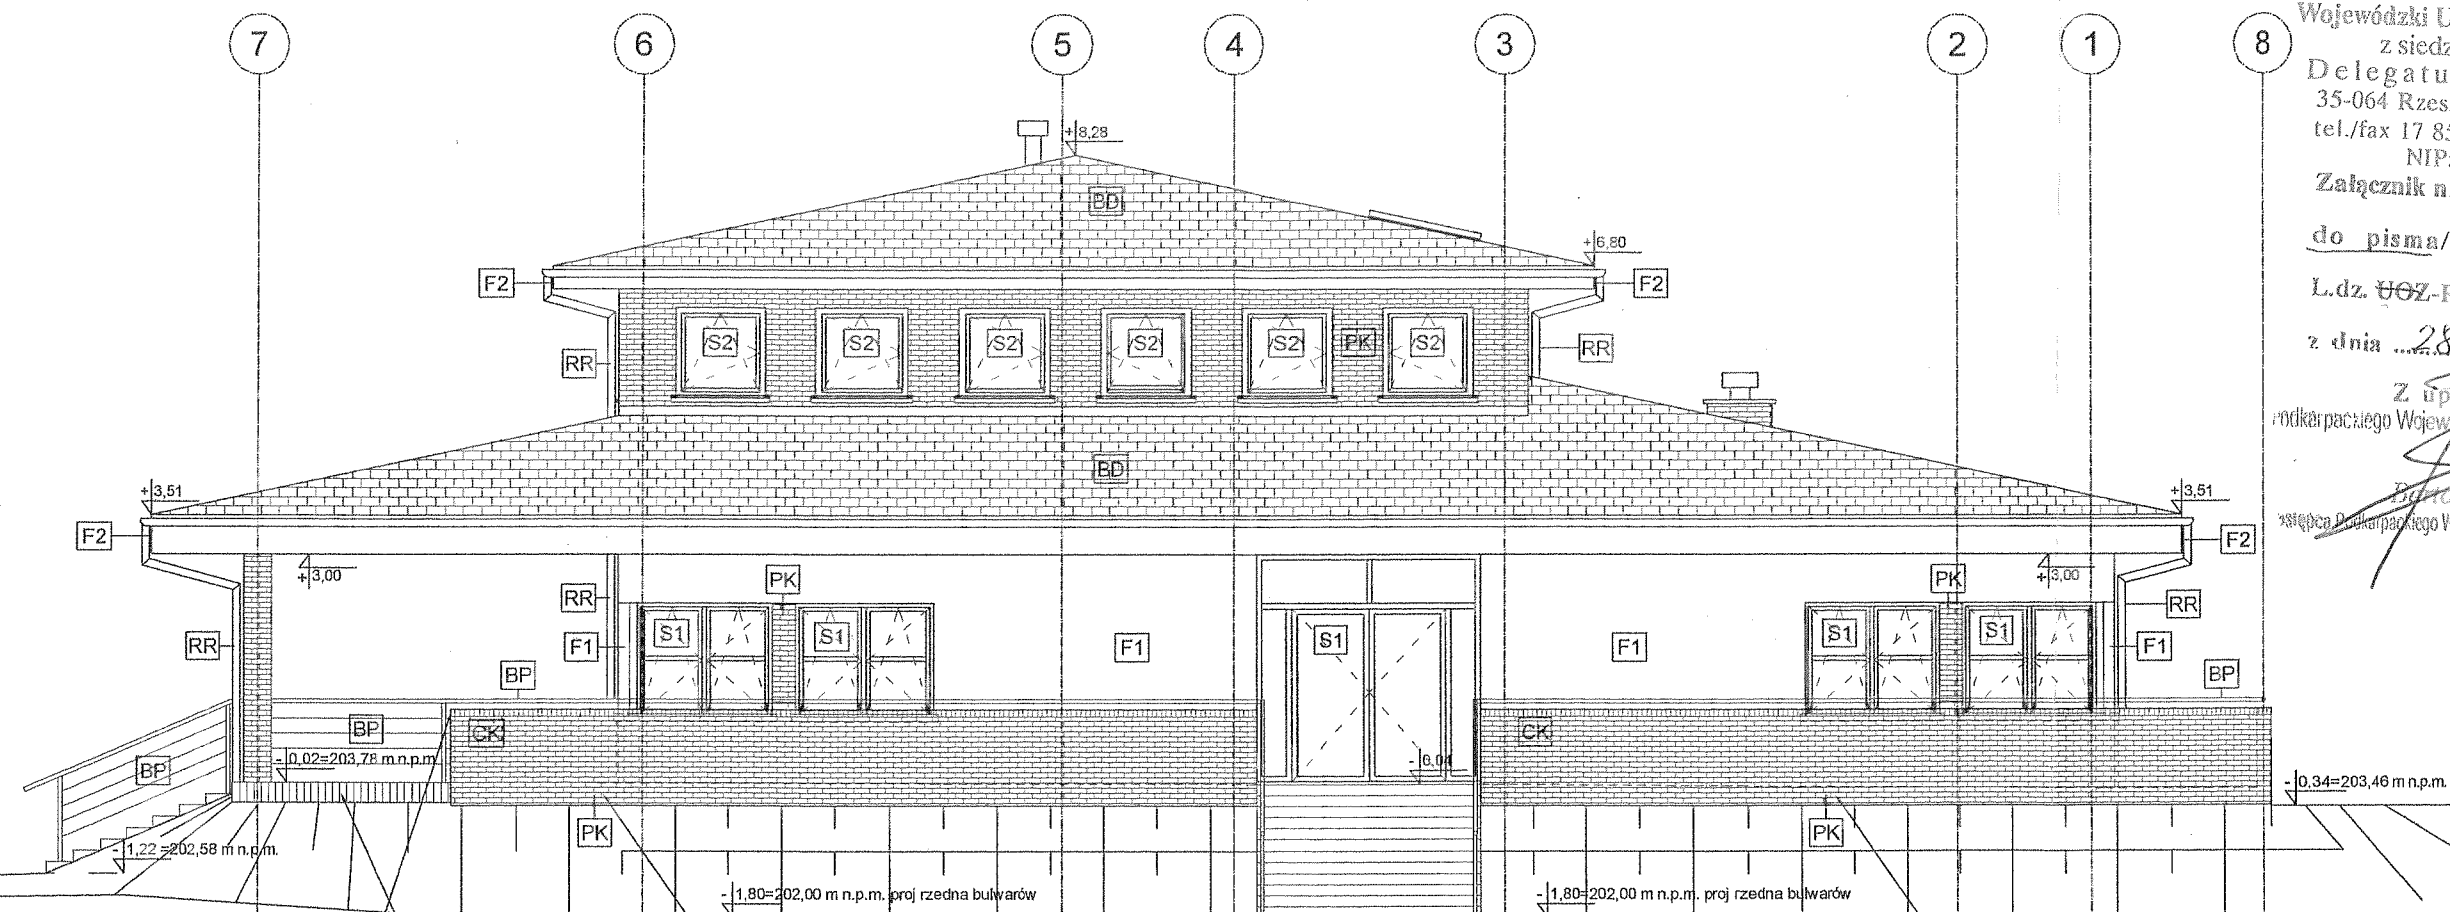 7 6 5 4 3 2 1 8
Wojewódzki U
z siedz
Delegatu
35-064 Rzes
tel./fax 17 85
NIP:
Załącznik n
do pisma/
L.dz. UOZ-
z dnia ...28
Z up
Podkarpackiego Wojew
Podkarpackiego W
+8,28
BD
+6,80
F2 F2
S2 S2 S2 S2 S2 PK S2
RR RR
BD
+3,51 +3,51
F2 F2
+3,00 +3,00
PK PK
RR RR
S1 S1 S1 S1 S1
RR F1 F1 F1 F1
BP BP
BP CK CK
-0,02=203,78 m n.p.m.
BP
-0,04
-0,34=203,46 m n.p.m.
PK PK
-1,22 =202,58 m n.p.m.
-1,80=202,00 m n.p.m. proj rzedna bulwarów
-1,80=202,00 m n.p.m. proj rzedna bulwarów